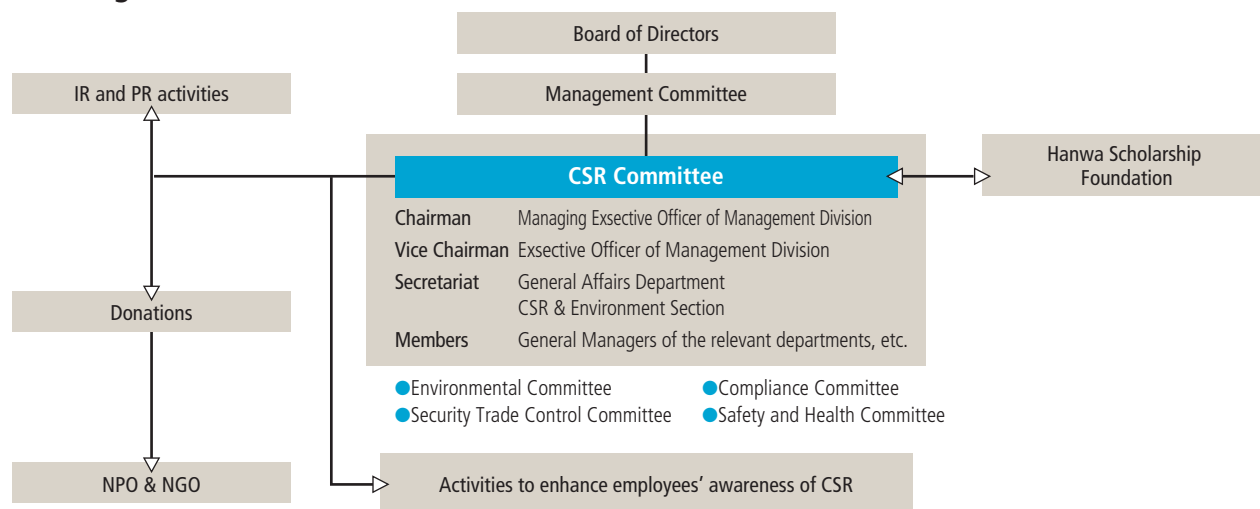 Board of Directors
IR and PR activities
Management Committee
Hanwa Scholarship
Foundation
CSR Committee
Chairman Managing Exsective Officer of Management Division
Vice Chairman Exsective Officer of Management Division
Secretariat General Affairs Department
CSR & Environment Section
Members General Managers of the relevant departments, etc.
Donations
●Environmental Committee ●Compliance Committee
●Security Trade Control Committee ●Safety and Health Committee
NPO & NGO
Activities to enhance employees’ awareness of CSR